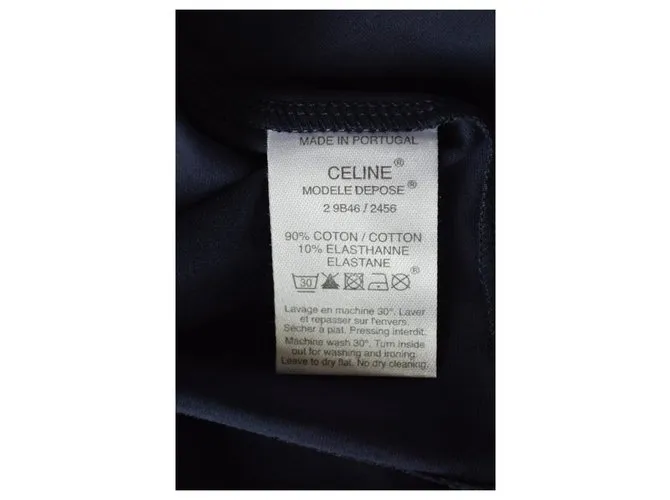 MADE IN PORTUGAL
CELINE®
MODELE DEPOSE®
2 9B46 / 2456
90% COTON / COTTON
10% ELASTHANNE
ELASTANE
30 ®
Lavage en machine 30°. Laver
et repasser sur l'envers.
Sècher a plat. Pressing interdit.
Machine wash 30°. Turn inside
out for washing and ironing.
Leave to dry flat. No dry cleaning.